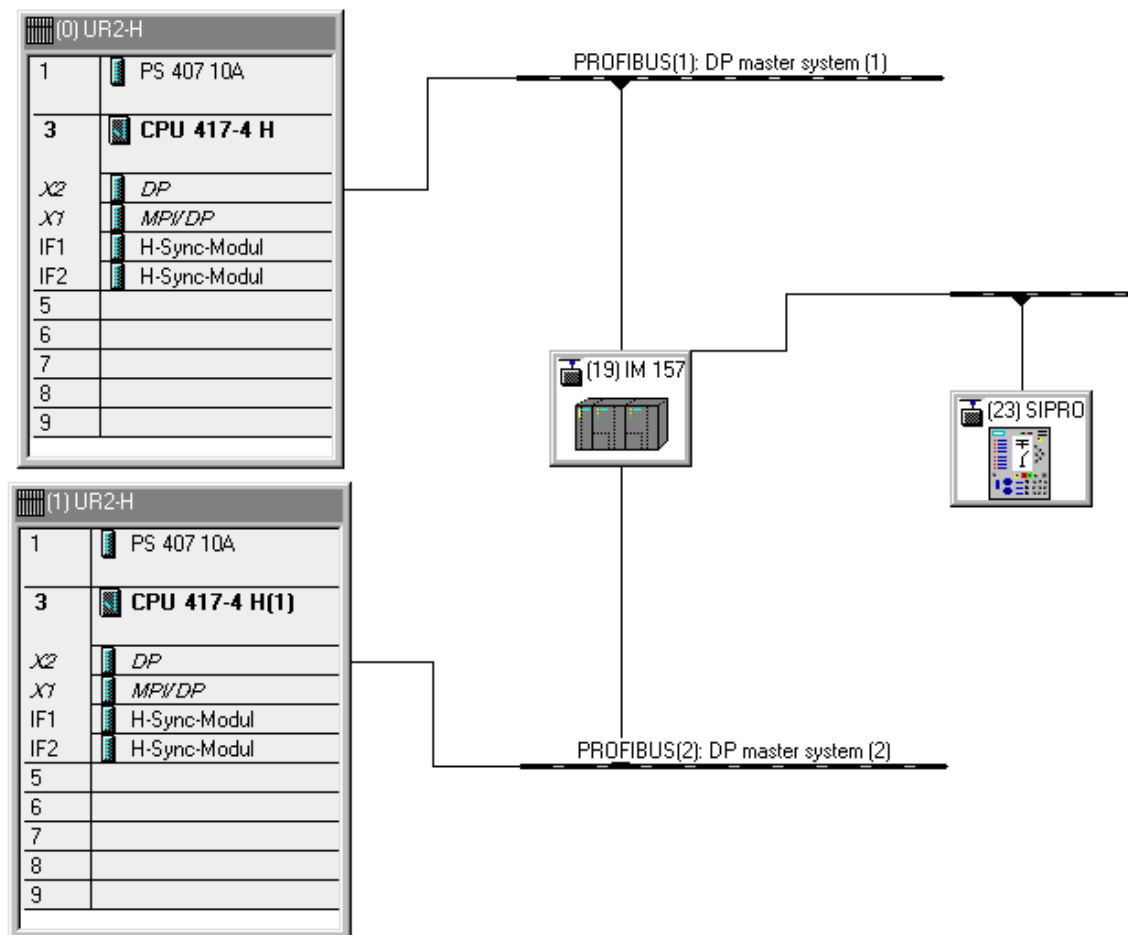 (0) UR2-H
1 PS 407 10A
3 CPU 417-4 H
X2 DP
X1 MPI/DP
IF1 H-Sync-Modul
IF2 H-Sync-Modul
5
6
7
8
9
PROFIBUS(1): DP master system (1)
(19) IM 157
(23) SIPRO
(1) UR2-H
1 PS 407 10A
3 CPU 417-4 H(1)
X2 DP
X1 MPI/DP
IF1 H-Sync-Modul
IF2 H-Sync-Modul
5
6
7
8
9
PROFIBUS(2): DP master system (2)